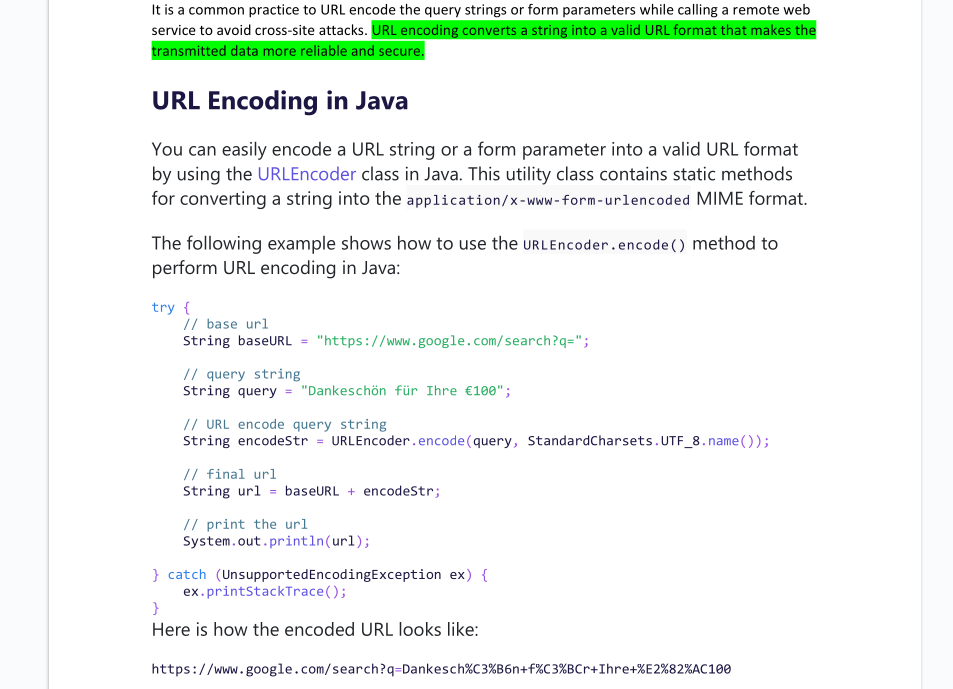 It is a common practice to URL encode the query strings or form parameters while calling a remote web
service to avoid cross-site attacks. URL encoding converts a string into a valid URL format that makes the
transmitted data more reliable and secure.
URL Encoding in Java
You can easily encode a URL string or a form parameter into a valid URL format
by using the URLEncoder class in Java. This utility class contains static methods
for converting a string into the application/x-www-form-urlencoded MIME format.
The following example shows how to use the URLEncoder.encode() method to
perform URL encoding in Java:
try {
    // base url
    String baseURL = "https://www.google.com/search?q=";
    // query string
    String query = "Dankeschön für Ihre €100";
    // URL encode query string
    String encodeStr = URLEncoder.encode(query, StandardCharsets.UTF_8.name());
    // final url
    String url = baseURL + encodeStr;
    // print the url
    System.out.println(url);
} catch (UnsupportedEncodingException ex) {
    ex.printStackTrace();
}
Here is how the encoded URL looks like:
https://www.google.com/search?q=Dankesch%C3%B6n+f%C3%BCr+Ihre+%E2%82%AC100